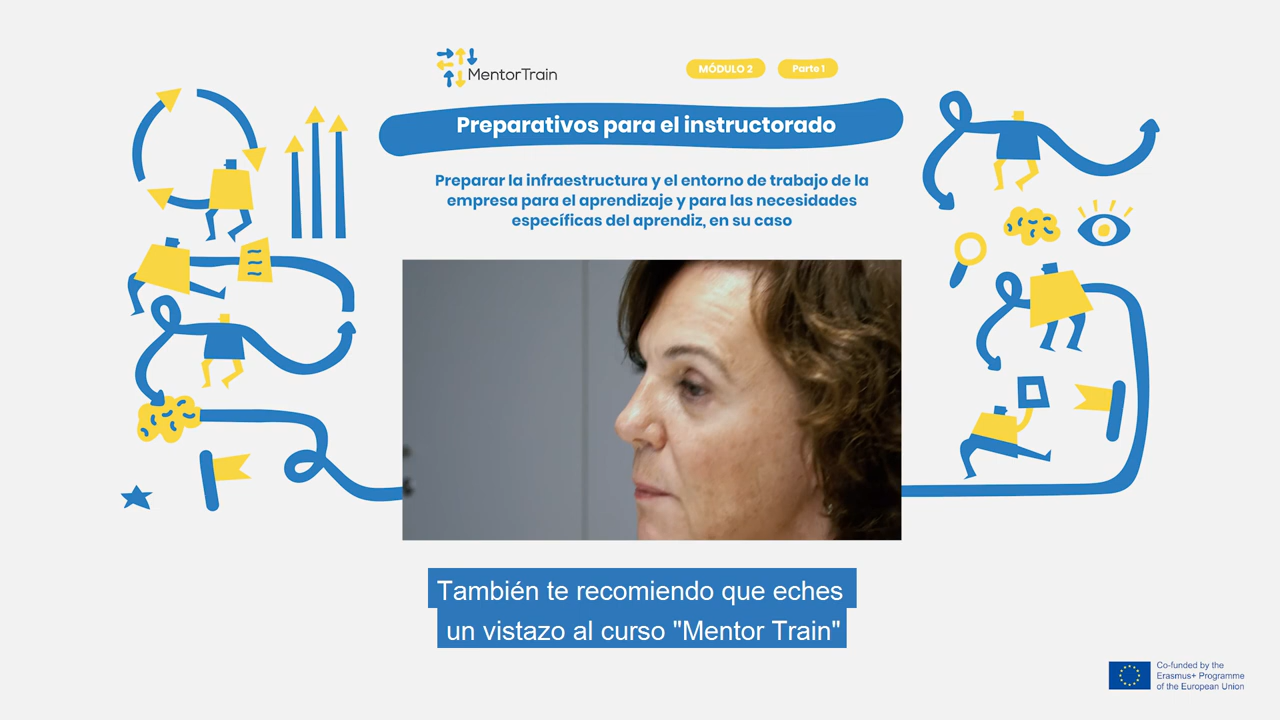 MentorTrain
MÓDULO 2
Parte 1
Preparativos para el instructorado
Preparar la infraestructura y el entorno de trabajo de la
empresa para el aprendizaje y para las necesidades
específicas del aprendiz, en su caso
También te recomiendo que eches
un vistazo al curso "Mentor Train"
Co-funded by the
Erasmus+ Programme
of the European Union